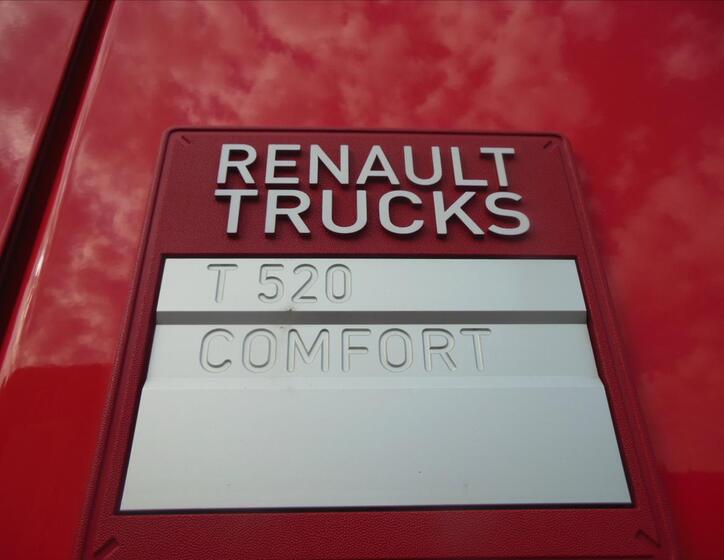 RENAULT
TRUCKS
T 520
COMFORT